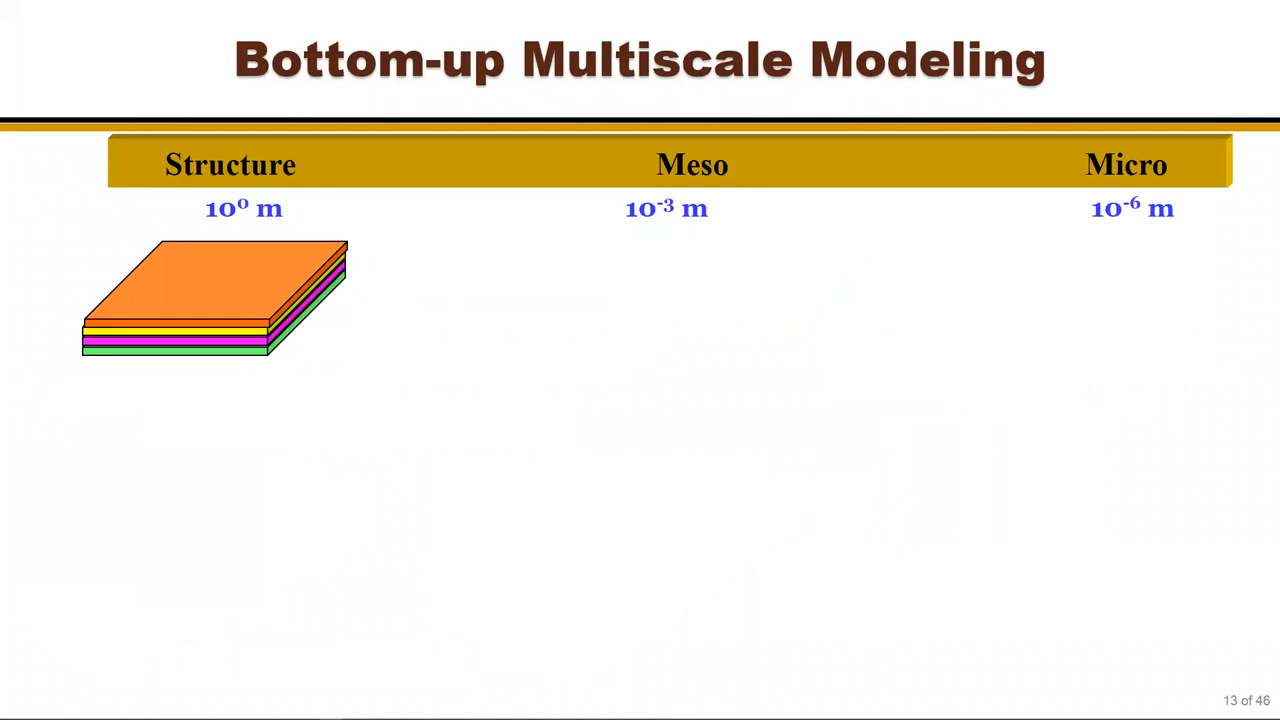 Bottom-up Multiscale Modeling
Structure Meso Micro
10⁰ m 10⁻³ m 10⁻⁶ m
13 of 46